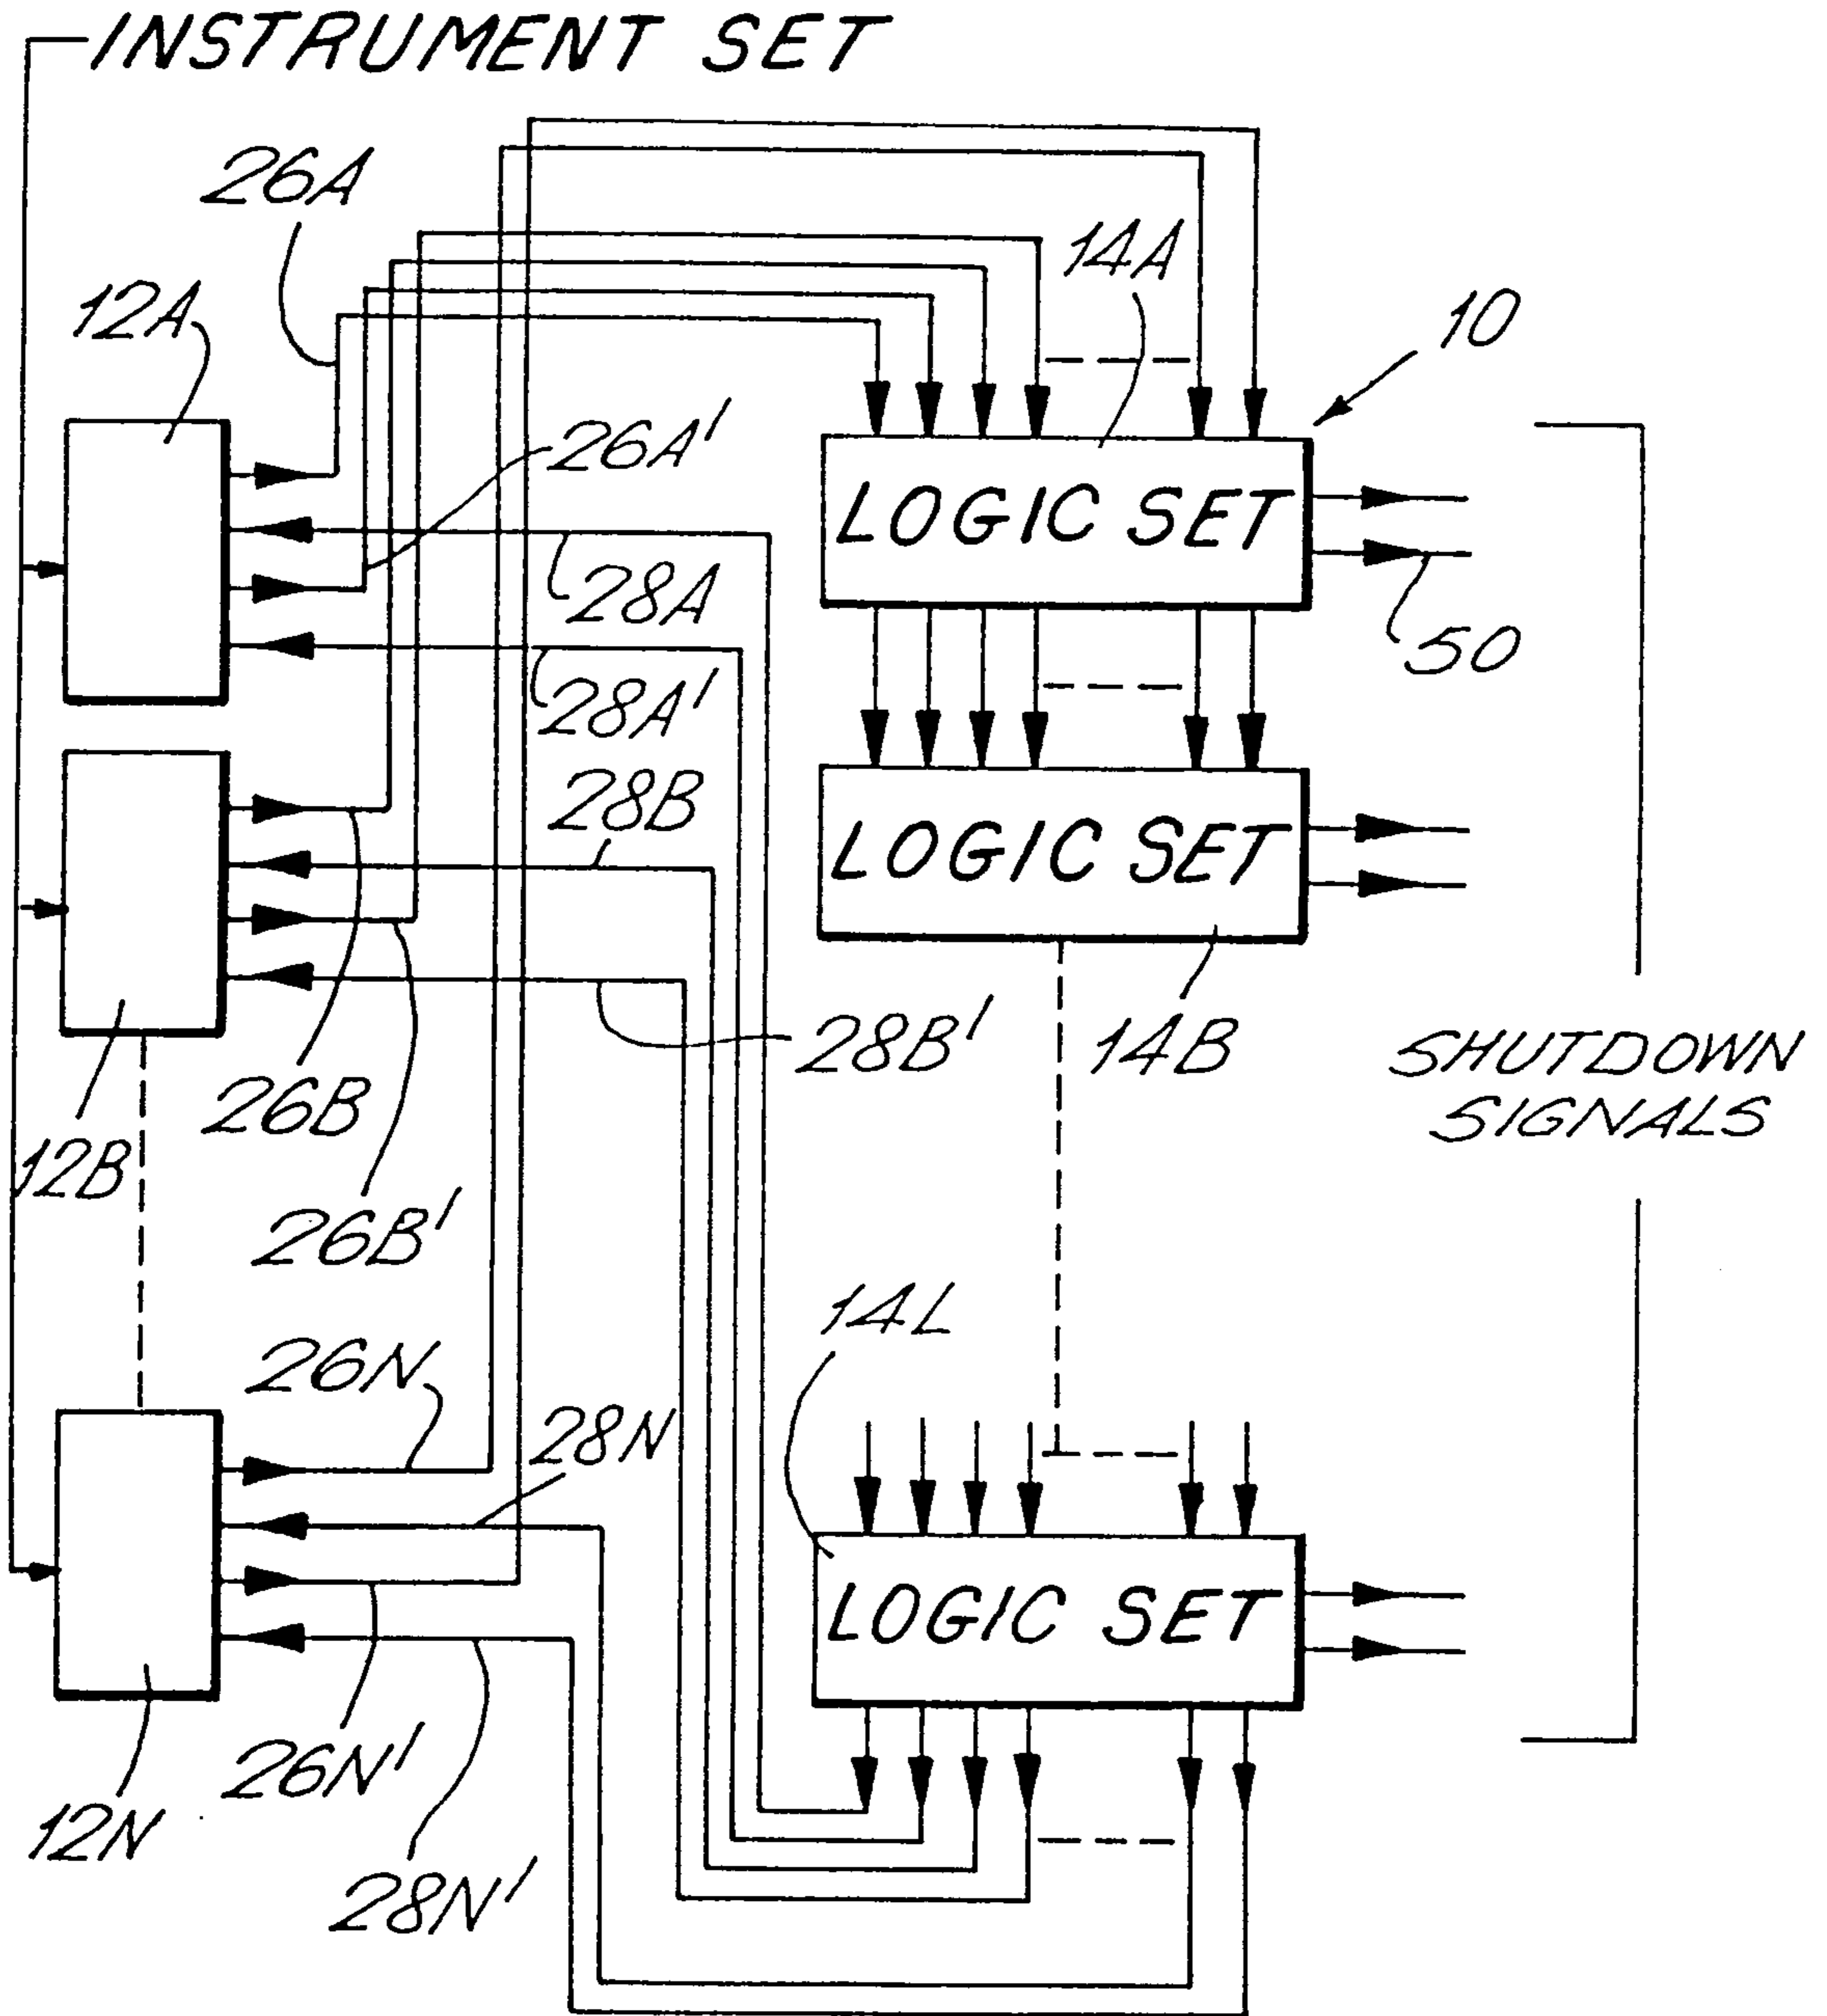 INSTRUMENT SET
26A
14A
12A
10
26A'
LOGIC SET
28A
50
28A'
28B
LOGIC SET
28B'
14B
SHUTDOWN
SIGNALS
26B
12B
26B'
14L
26N
28N
LOGIC SET
26N'
12N
28N'